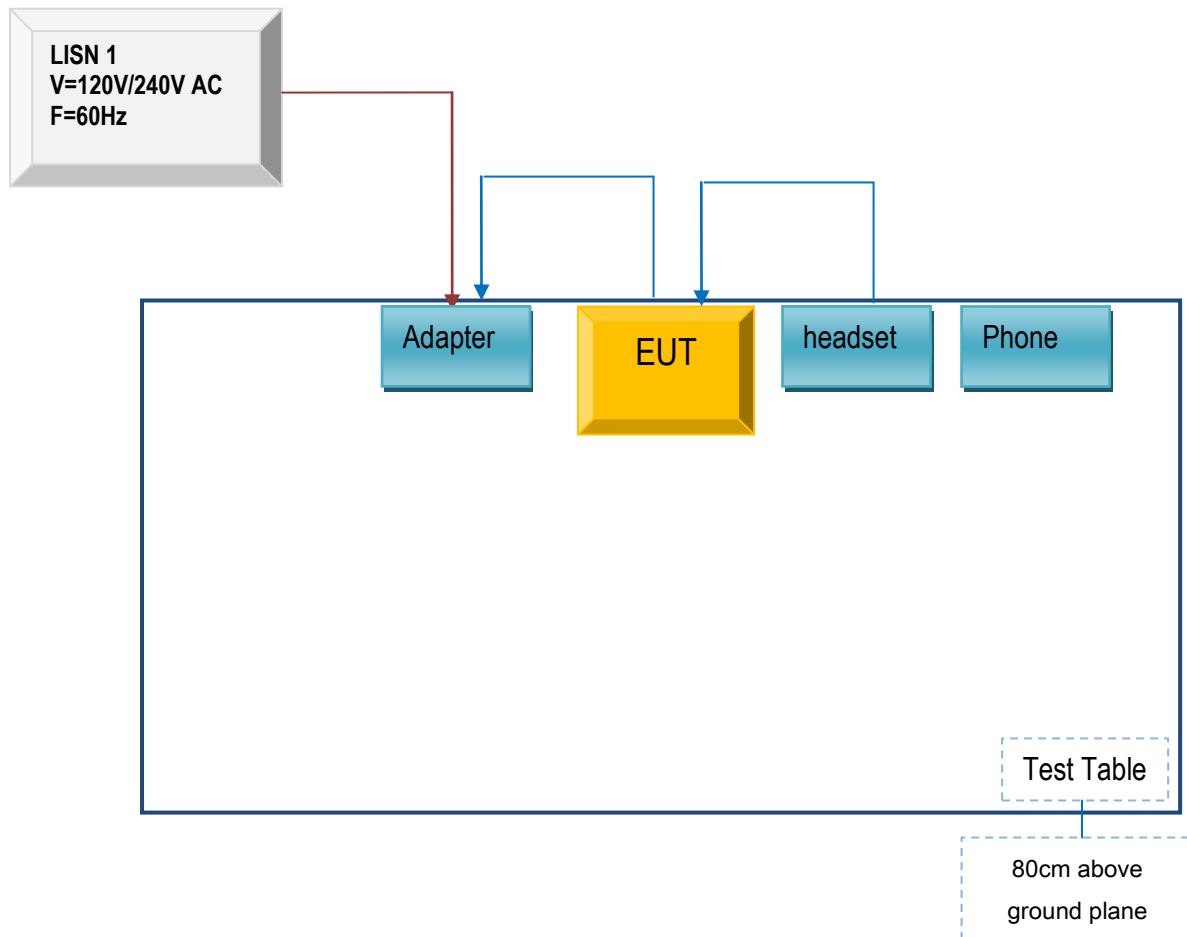 LISN 1
V=120V/240V AC
F=60Hz
Adapter
EUT
headset
Phone
Test Table
80cm above
ground plane